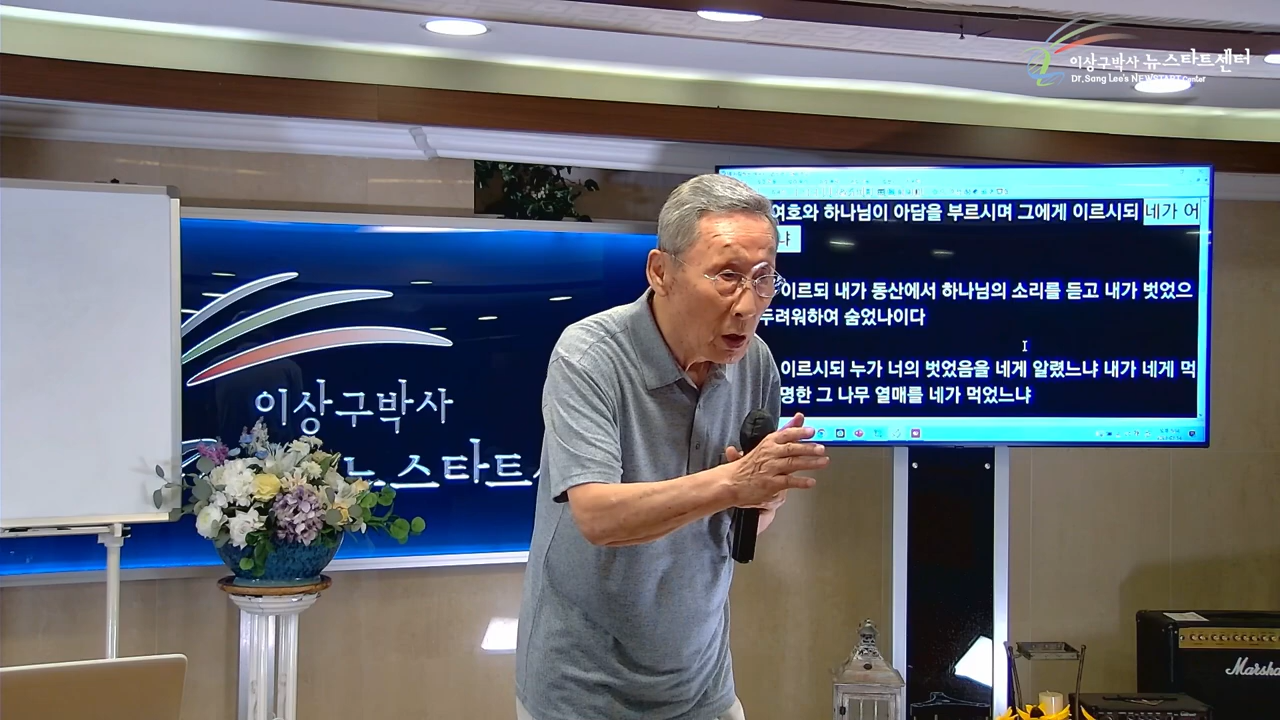 이상구박사 뉴스타트센터
Dr. Sang Lee's NEWSTART Center
여호와 하나님이 아담을 부르시며 그에게 이르시되 네가 어
냐
이르되 내가 동산에서 하나님의 소리를 듣고 내가 벗었으
두려워하여 숨었나이다
이르시되 누가 너의 벗었음을 네게 알렸느냐 내가 네게 먹
명한 그 나무 열매를 네가 먹었느냐
이상구박사
뉴스타트
Marsha